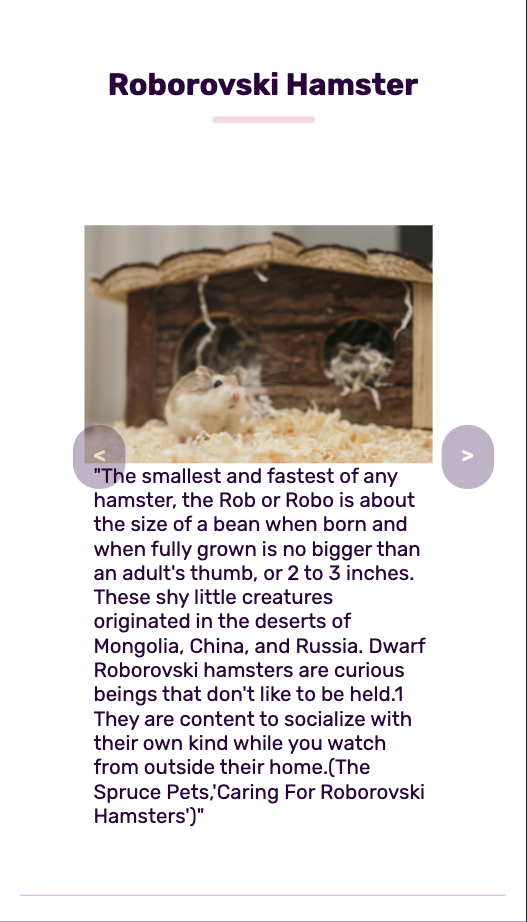 Roborovski Hamster
<
>
"The smallest and fastest of any
hamster, the Rob or Robo is about
the size of a bean when born and
when fully grown is no bigger than
an adult's thumb, or 2 to 3 inches.
These shy little creatures
originated in the deserts of
Mongolia, China, and Russia. Dwarf
Roborovski hamsters are curious
beings that don't like to be held.1
They are content to socialize with
their own kind while you watch
from outside their home.(The
Spruce Pets,'Caring For Roborovski
Hamsters')"